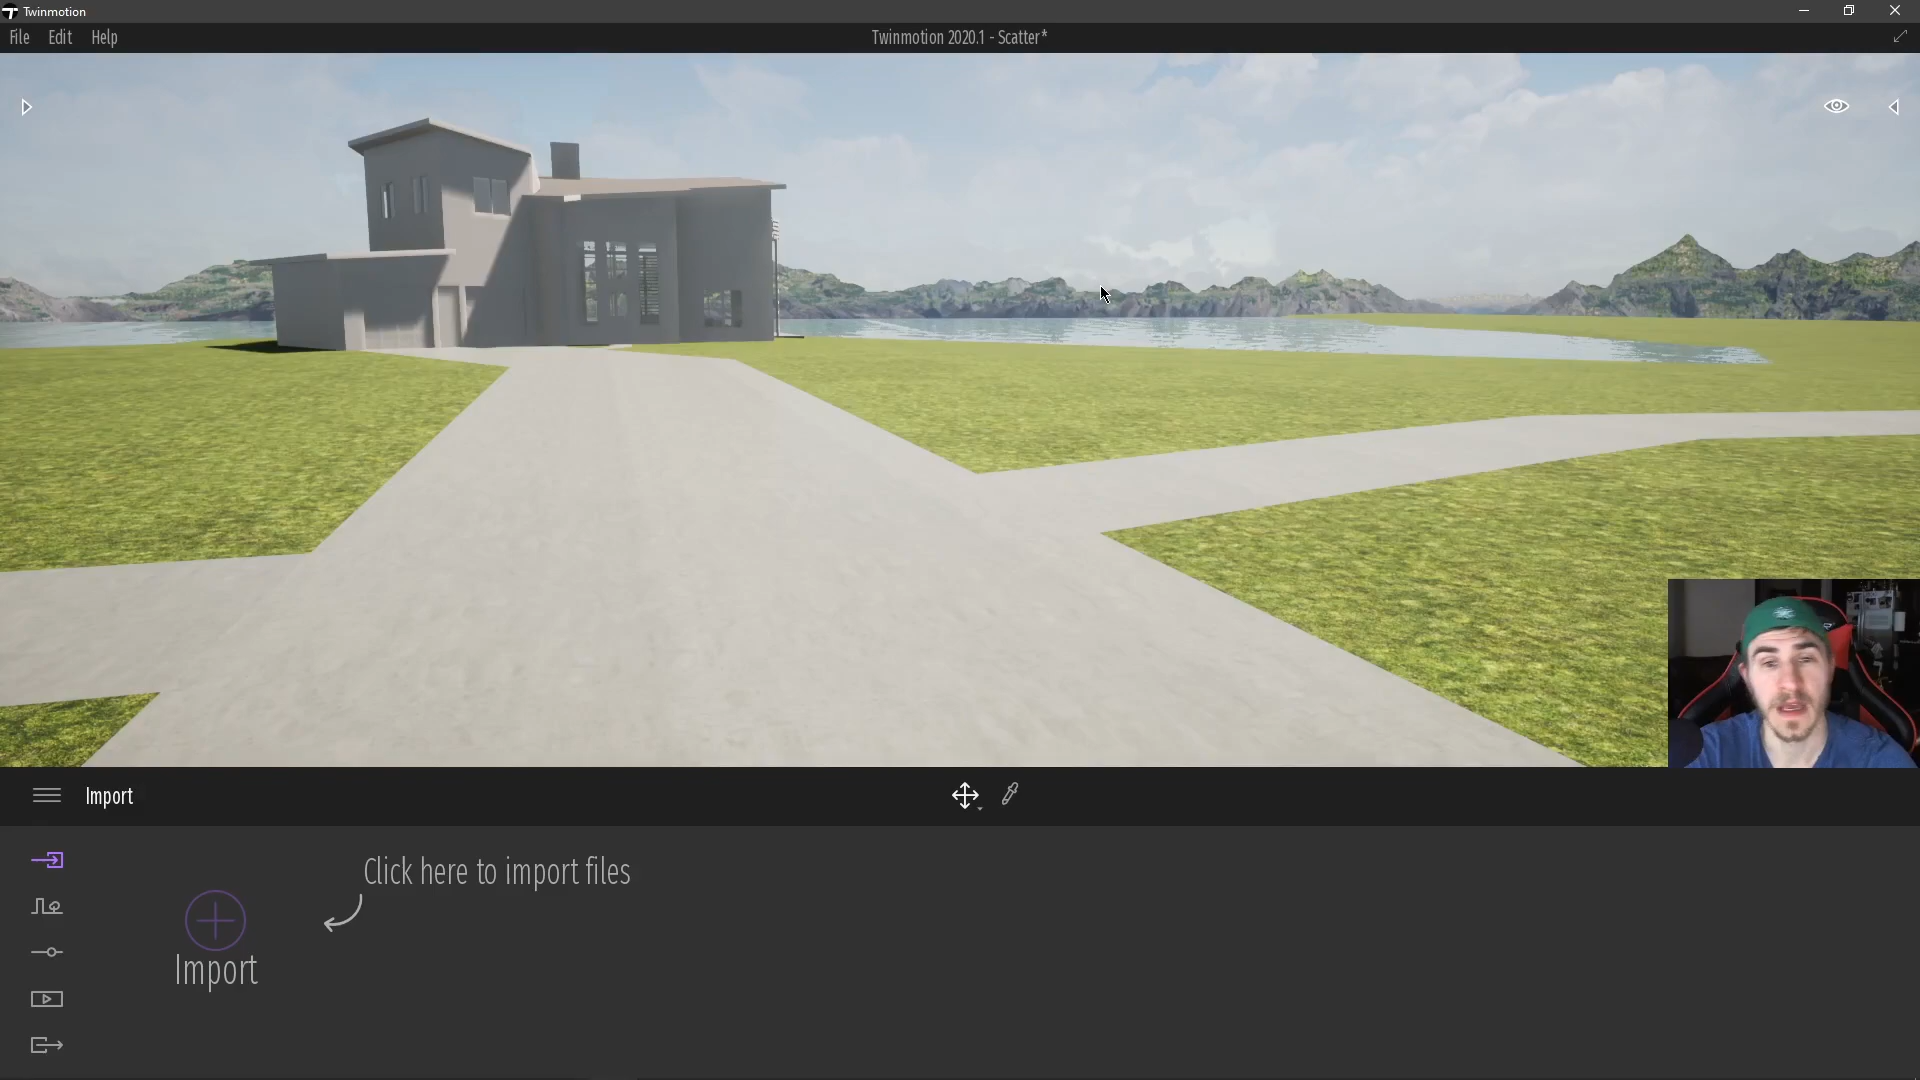 Twinmotion
File Edit Help
Twinmotion 2020.1 - Scatter*
Import
Click here to import files
Import